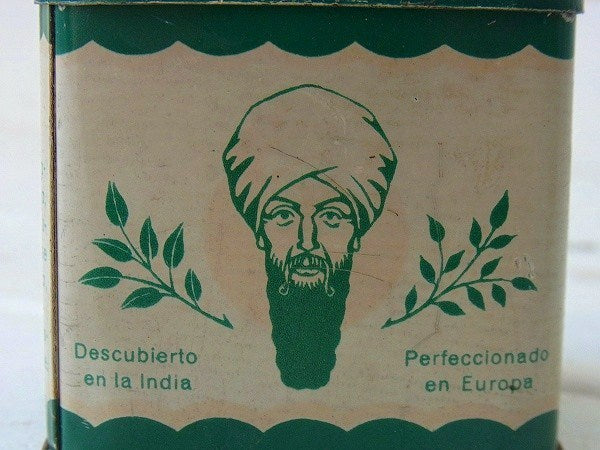 Descubierto
en la India
Perfeccionado
en Europa